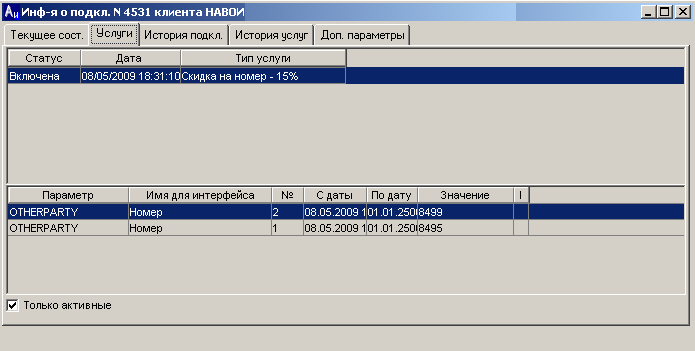 Ац Инф-я о подкл. N 4531 клиента НАВОИ
Текущее сост. Услуги История подкл. История услуг Доп. параметры
Статус Дата Тип услуги
Включена 08/05/2009 18:31:10 Скидка на номер - 15%
Параметр Имя для интерфейса № С даты По дату Значение I
OTHERPARTY Номер 2 08.05.2009 1 01.01.250 8499
OTHERPARTY Номер 1 08.05.2009 1 01.01.250 8495
Только активные